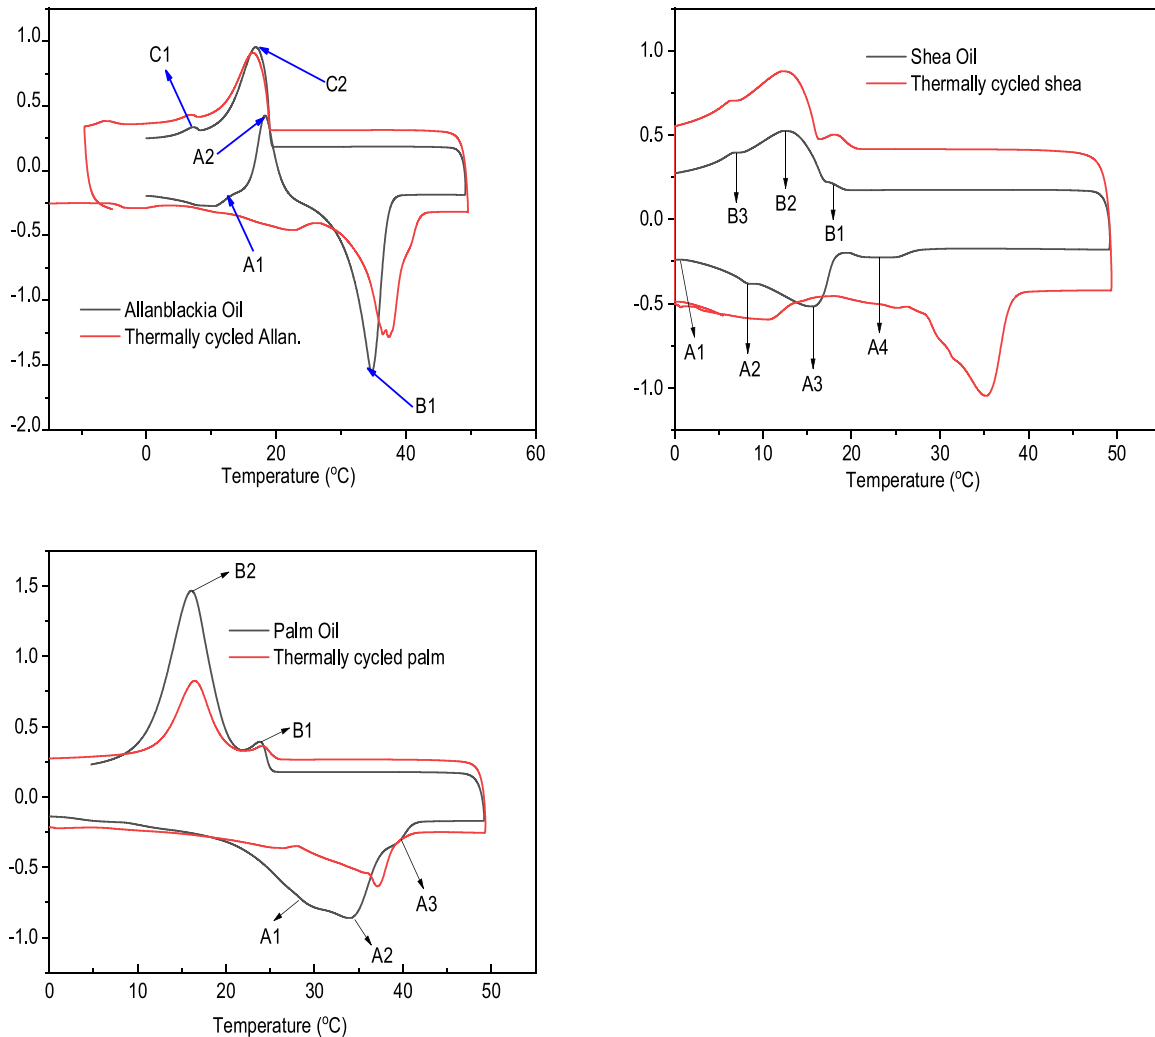 1.0
0.5
0.0
-0.5
-1.0
-1.5
-2.0
C1
C2
A2
A1
B1
Allanblackia Oil
Thermally cycled Allan.
0
20
40
60
Temperature (°C)
1.0
0.5
0.0
-0.5
-1.0
Shea Oil
Thermally cycled shea
B3
B2
B1
A1
A2
A3
A4
0
10
20
30
40
50
Temperature (°C)
1.5
1.0
0.5
0.0
-0.5
-1.0
B2
Palm Oil
Thermally cycled palm
B1
A1
A2
A3
0
10
20
30
40
50
Temperature (°C)